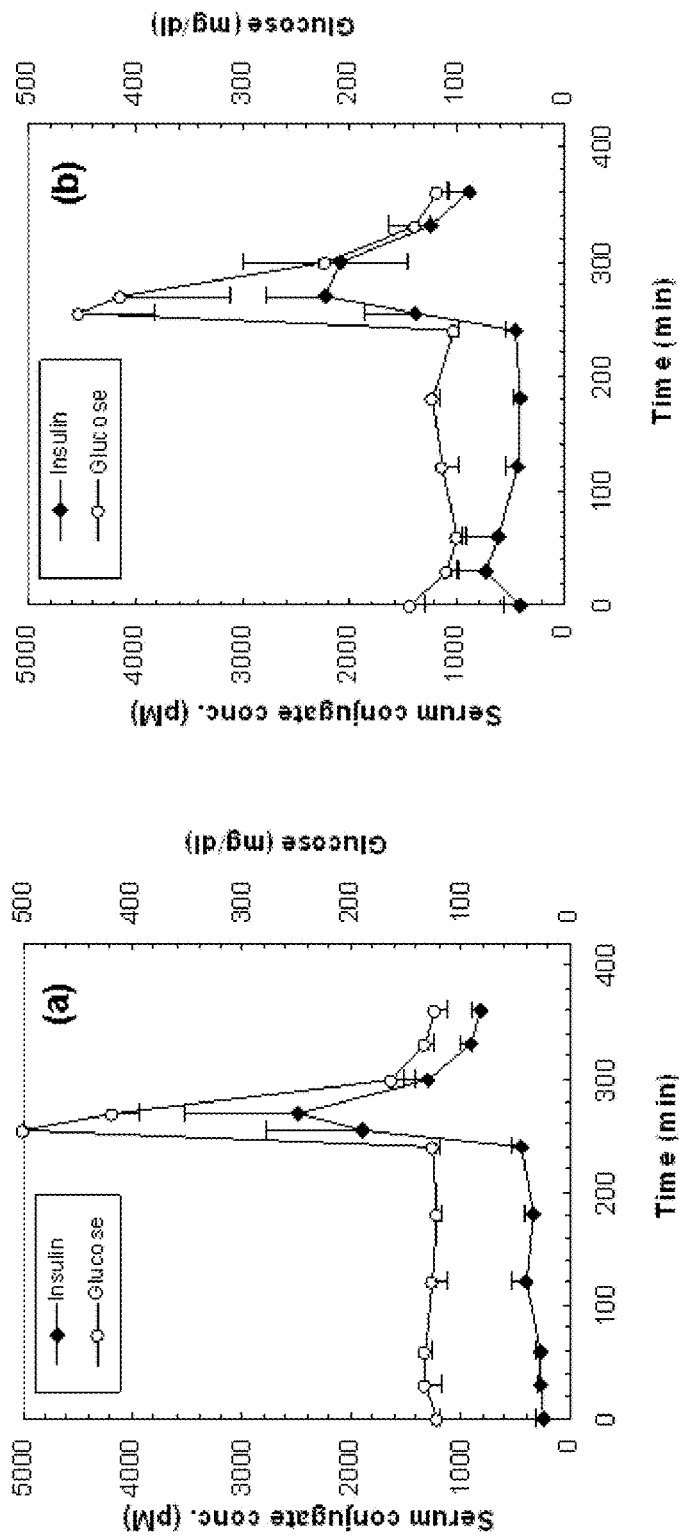 (a)
Insulin
Glucose
Serum conjugate conc. (pM)
5000
4000
3000
2000
1000
0
Glucose (mg/dl)
500
400
300
200
100
0
0 100 200 300 400
Time (min)
(b)
Insulin
Glucose
Serum conjugate conc. (pM)
5000
4000
3000
2000
1000
0
Glucose (mg/dl)
500
400
300
200
100
0
0 100 200 300 400
Time (min)